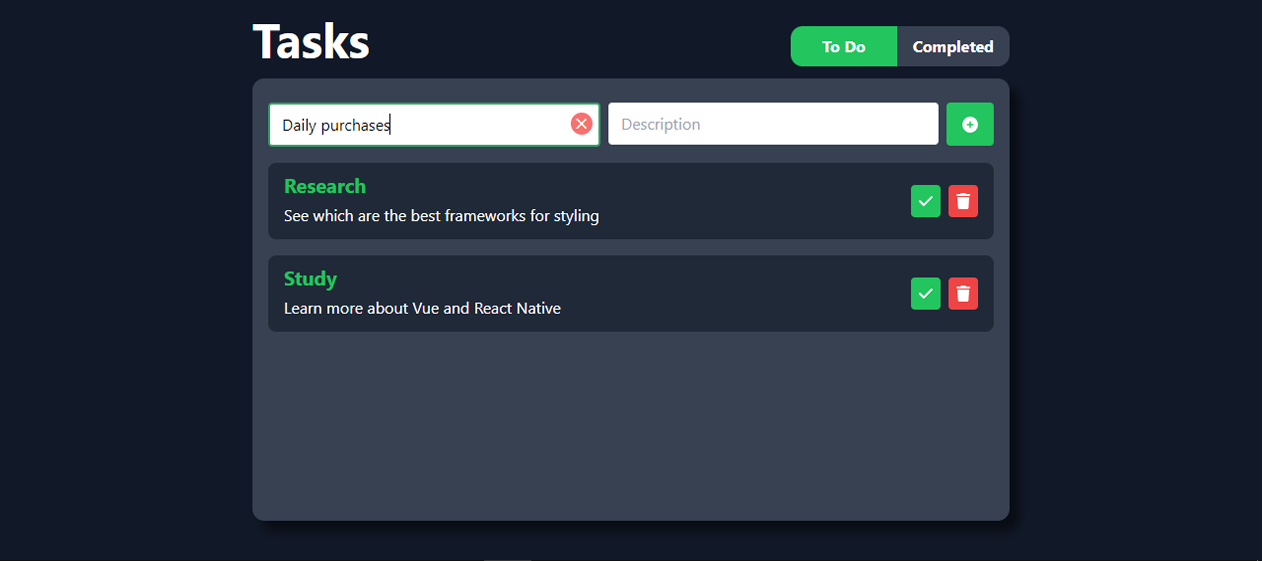 Tasks
To Do
Completed
Daily purchases
Description
Research
See which are the best frameworks for styling
Study
Learn more about Vue and React Native